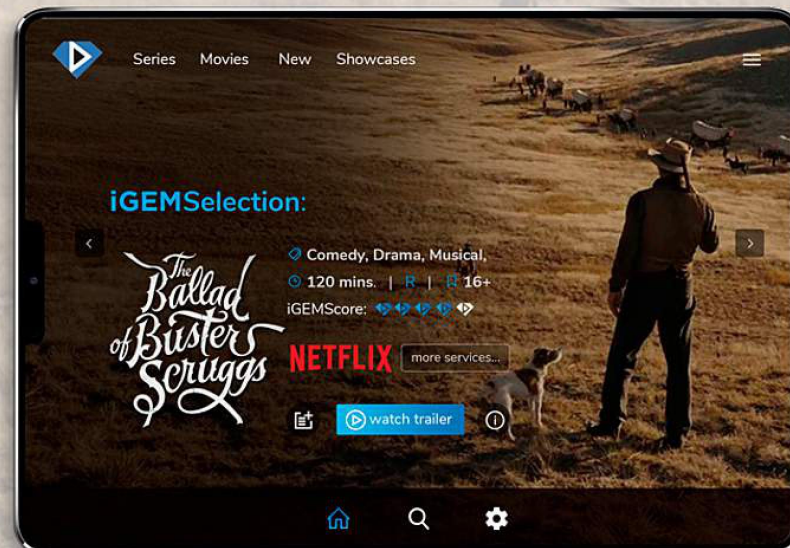 Series Movies New Showcases
iGEMSelection:
The
Ballad
of Buster
Scruggs
Comedy, Drama, Musical,
120 mins. | R | 16+
iGEMScore:
NETFLIX more services...
watch trailer